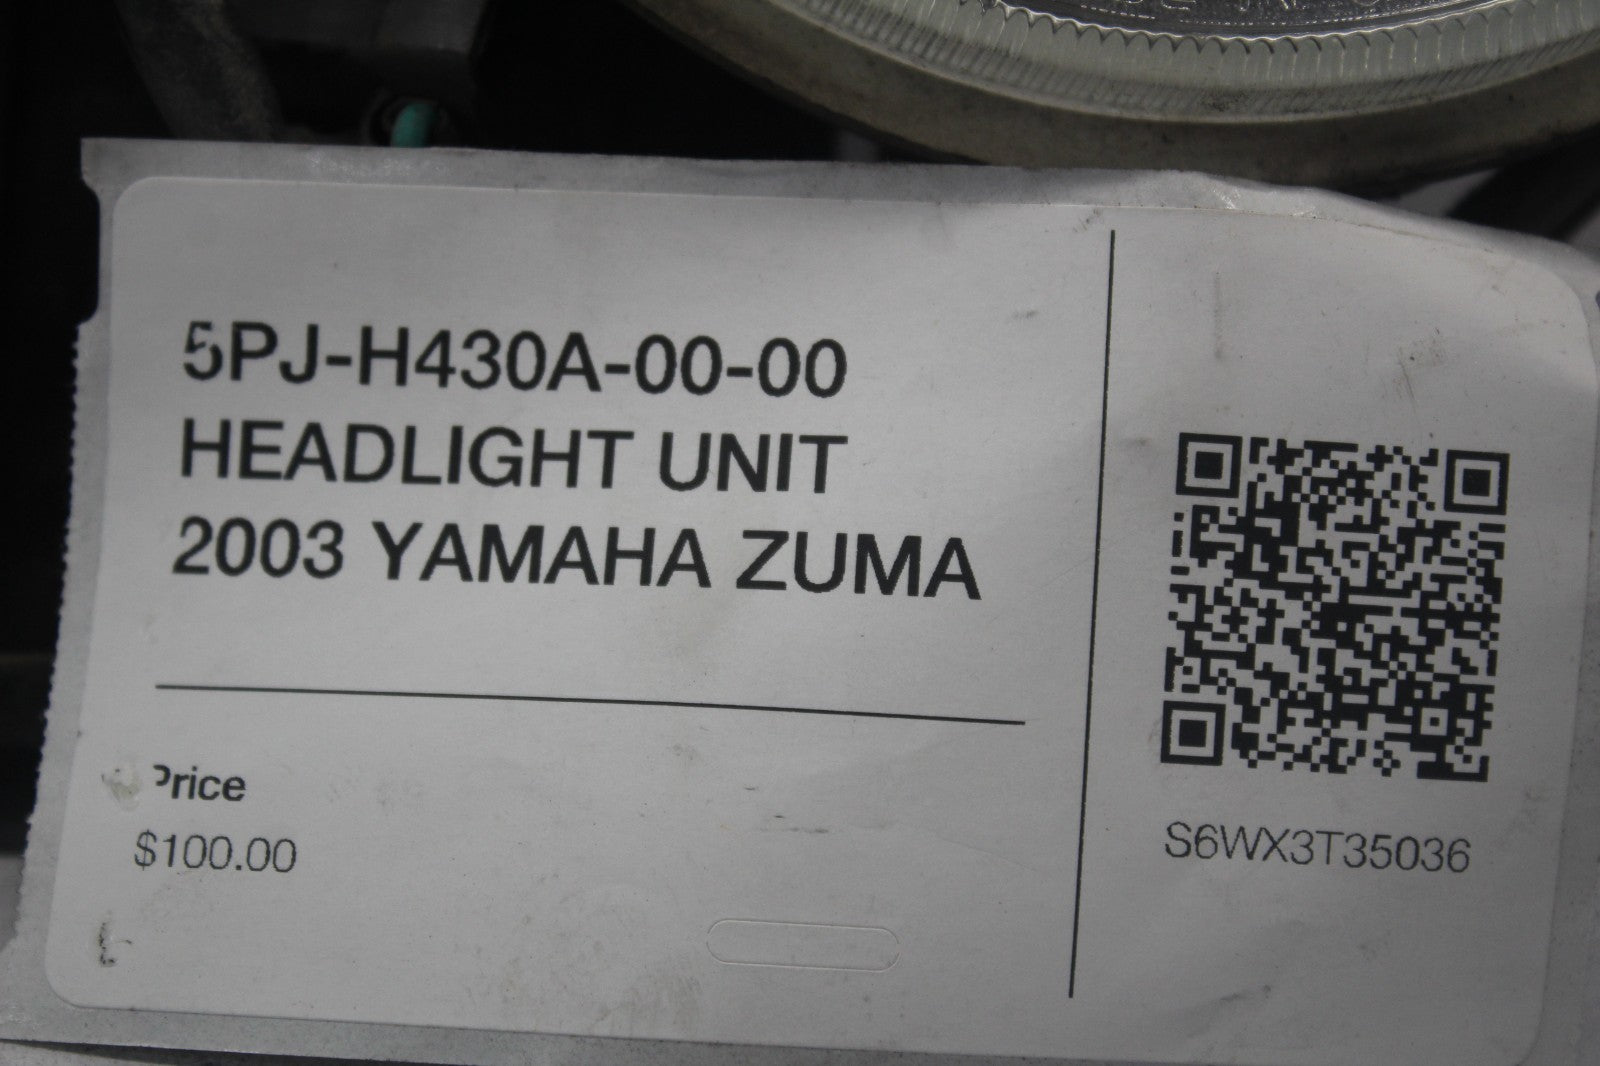 5PJ-H430A-00-00
HEADLIGHT UNIT
2003 YAMAHA ZUMA
Price
$100.00
S6WX3T35036